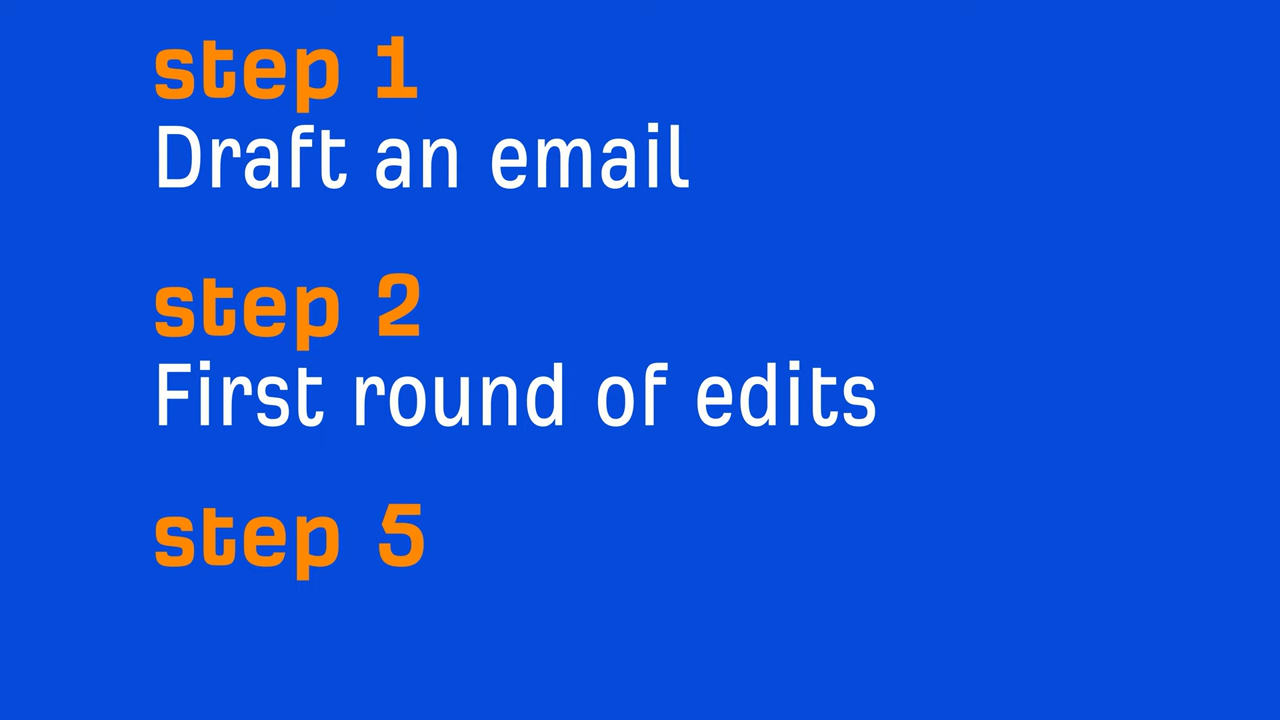 step 1
Draft an email
step 2
First round of edits
step 5